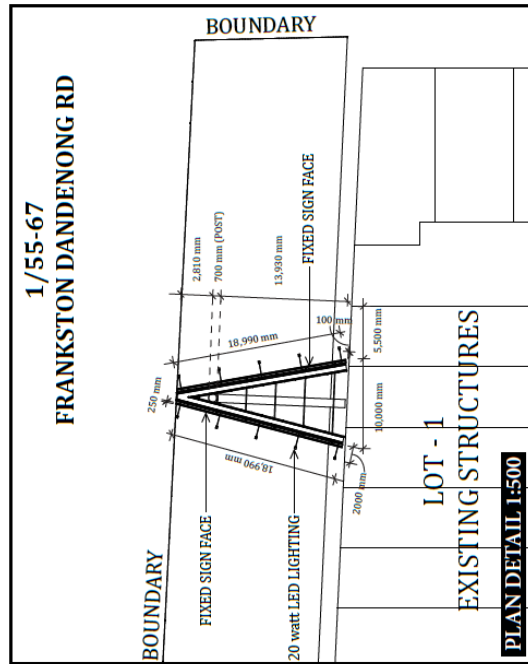 BOUNDARY
1/55-67
FRANKSTON DANDENONG RD
2,810 mm
700 mm (POST)
13,930 mm
FIXED SIGN FACE
18,990 mm
100 mm
5,500 mm
250 mm
10,000 mm
18,990 mm
2000 mm
FIXED SIGN FACE
20 watt LED LIGHTING
BOUNDARY
LOT - 1
EXISTING STRUCTURES
PLAN DETAIL 1:500